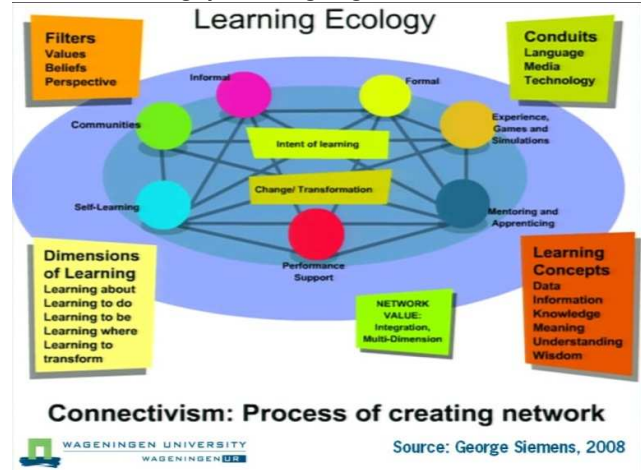 Learning Ecology
Filters
Values
Beliefs
Perspective
Conduits
Language
Media
Technology
Informal
Formal
Communities
Experience,
Games and
Simulations
Intent of learning
Change/ Transformation
Self-Learning
Mentoring and
Apprenticing
Performance
Support
Dimensions
of Learning
Learning about
Learning to do
Learning to be
Learning where
Learning to
transform
NETWORK
VALUE:
Integration,
Multi-Dimension
Learning
Concepts
Data
Information
Knowledge
Meaning
Understanding
Wisdom
Connectivism: Process of creating network
WAGENINGEN UNIVERSITY
WAGENINGEN UR
Source: George Siemens, 2008